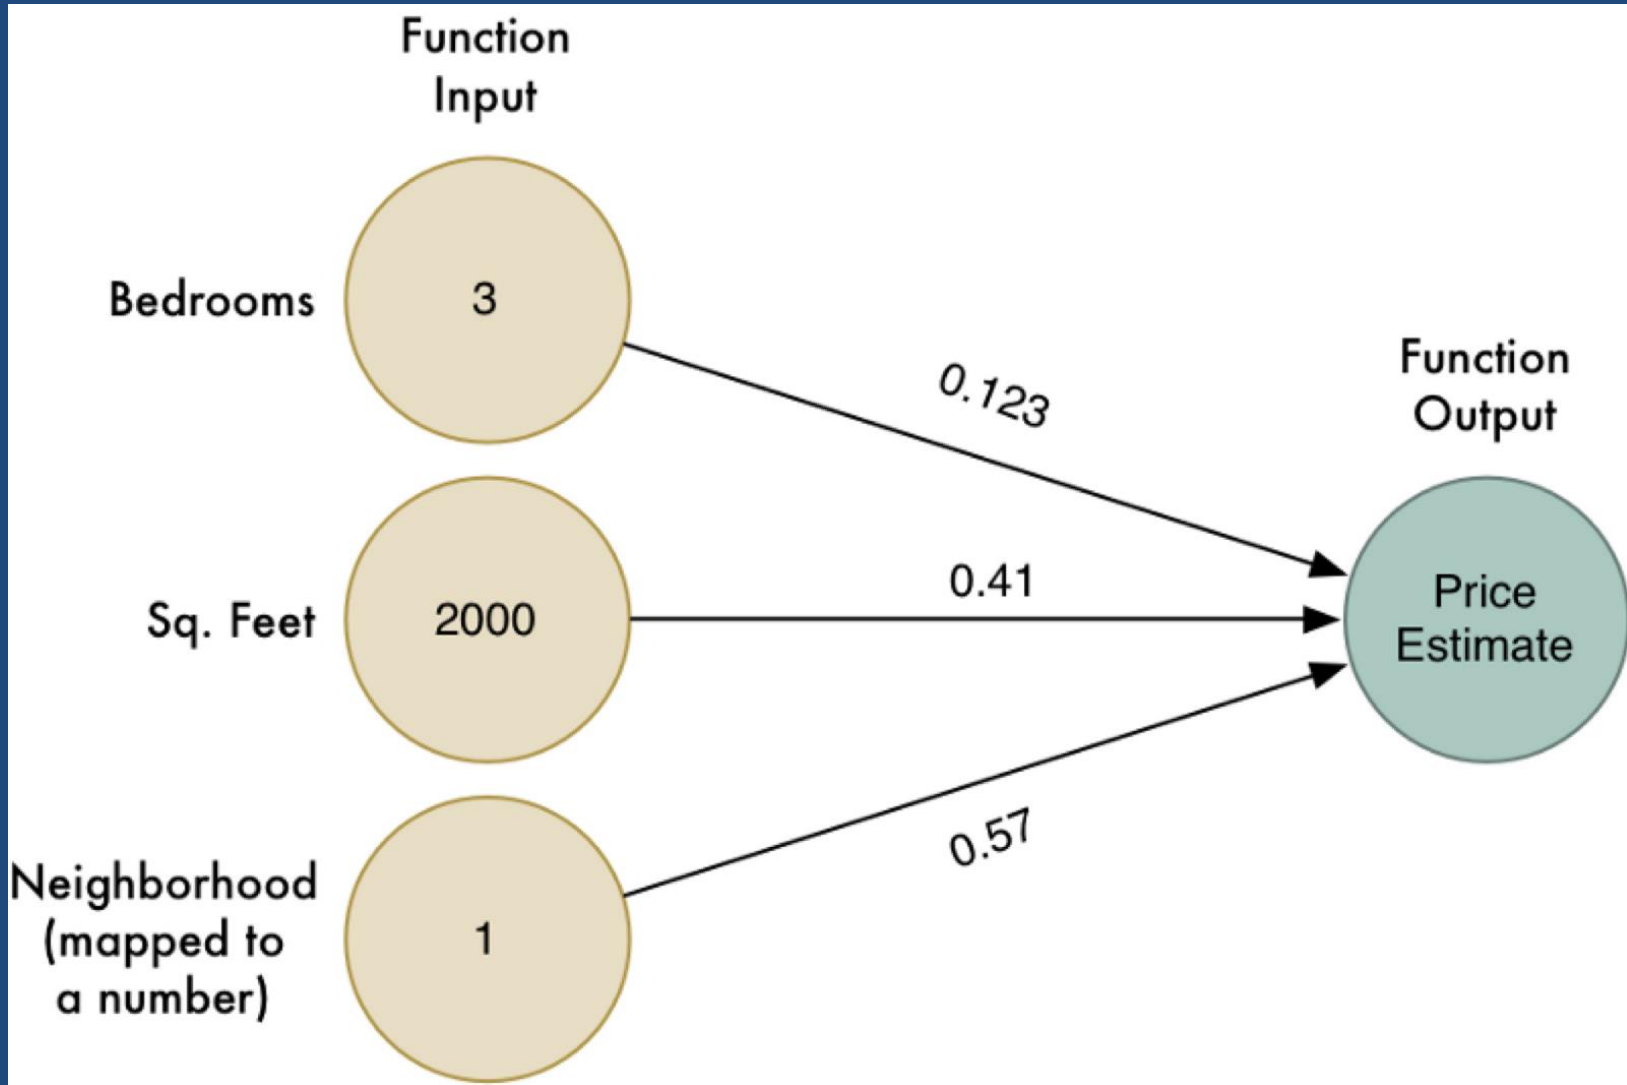 Function
Input
Bedrooms
3
0.123
Function
Output
Sq. Feet
2000
0.41
Price
Estimate
Neighborhood
(mapped to
a number)
1
0.57